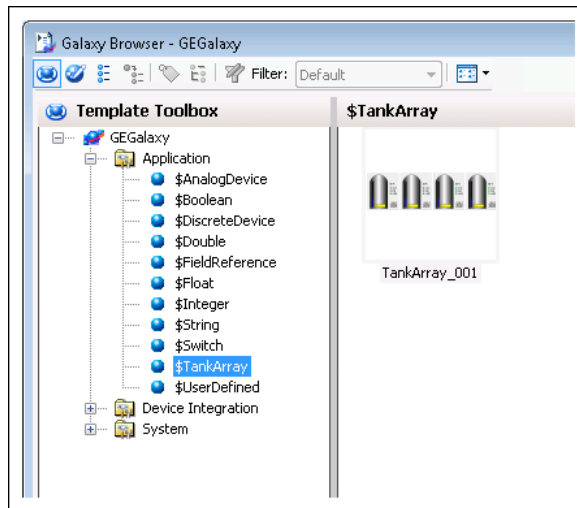 Galaxy Browser - GEGalaxy
Filter: Default
Template Toolbox
$TankArray
GEGalaxy
Application
$AnalogDevice
$Boolean
$DiscreteDevice
$Double
$FieldReference
$Float
$Integer
$String
$Switch
$TankArray
$UserDefined
Device Integration
System
TankArray_001